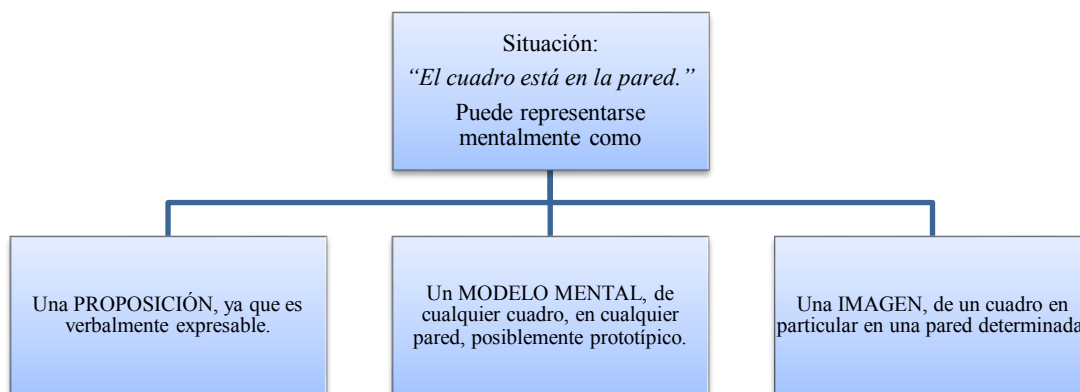 Situación:
“El cuadro está en la pared.”
Puede representarse
mentalmente como
Una PROPOSICIÓN, ya que es
verbalmente expresable.
Un MODELO MENTAL, de
cualquier cuadro, en cualquier
pared, posiblemente prototípico.
Una IMAGEN, de un cuadro en
particular en una pared determinada